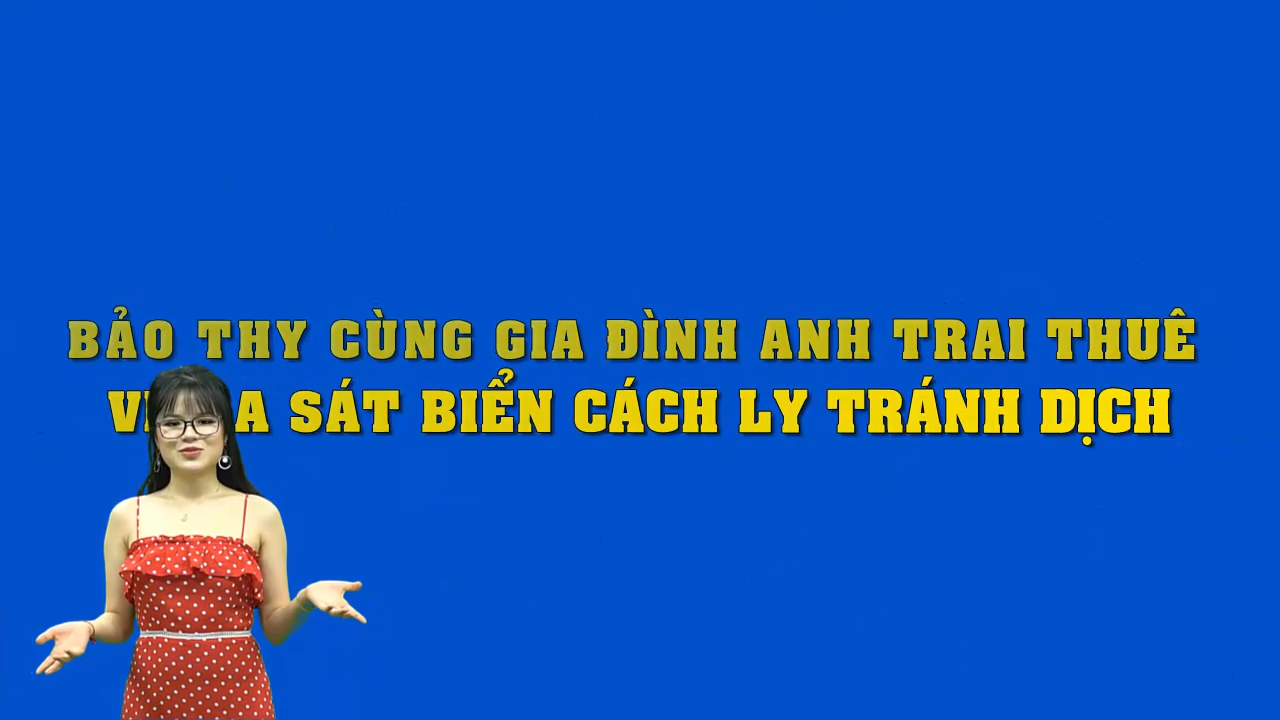 BẢO THY CÙNG GIA ĐÌNH ANH TRAI THUÊ
SÁT BIỂN CÁCH LY TRÁNH DỊCH